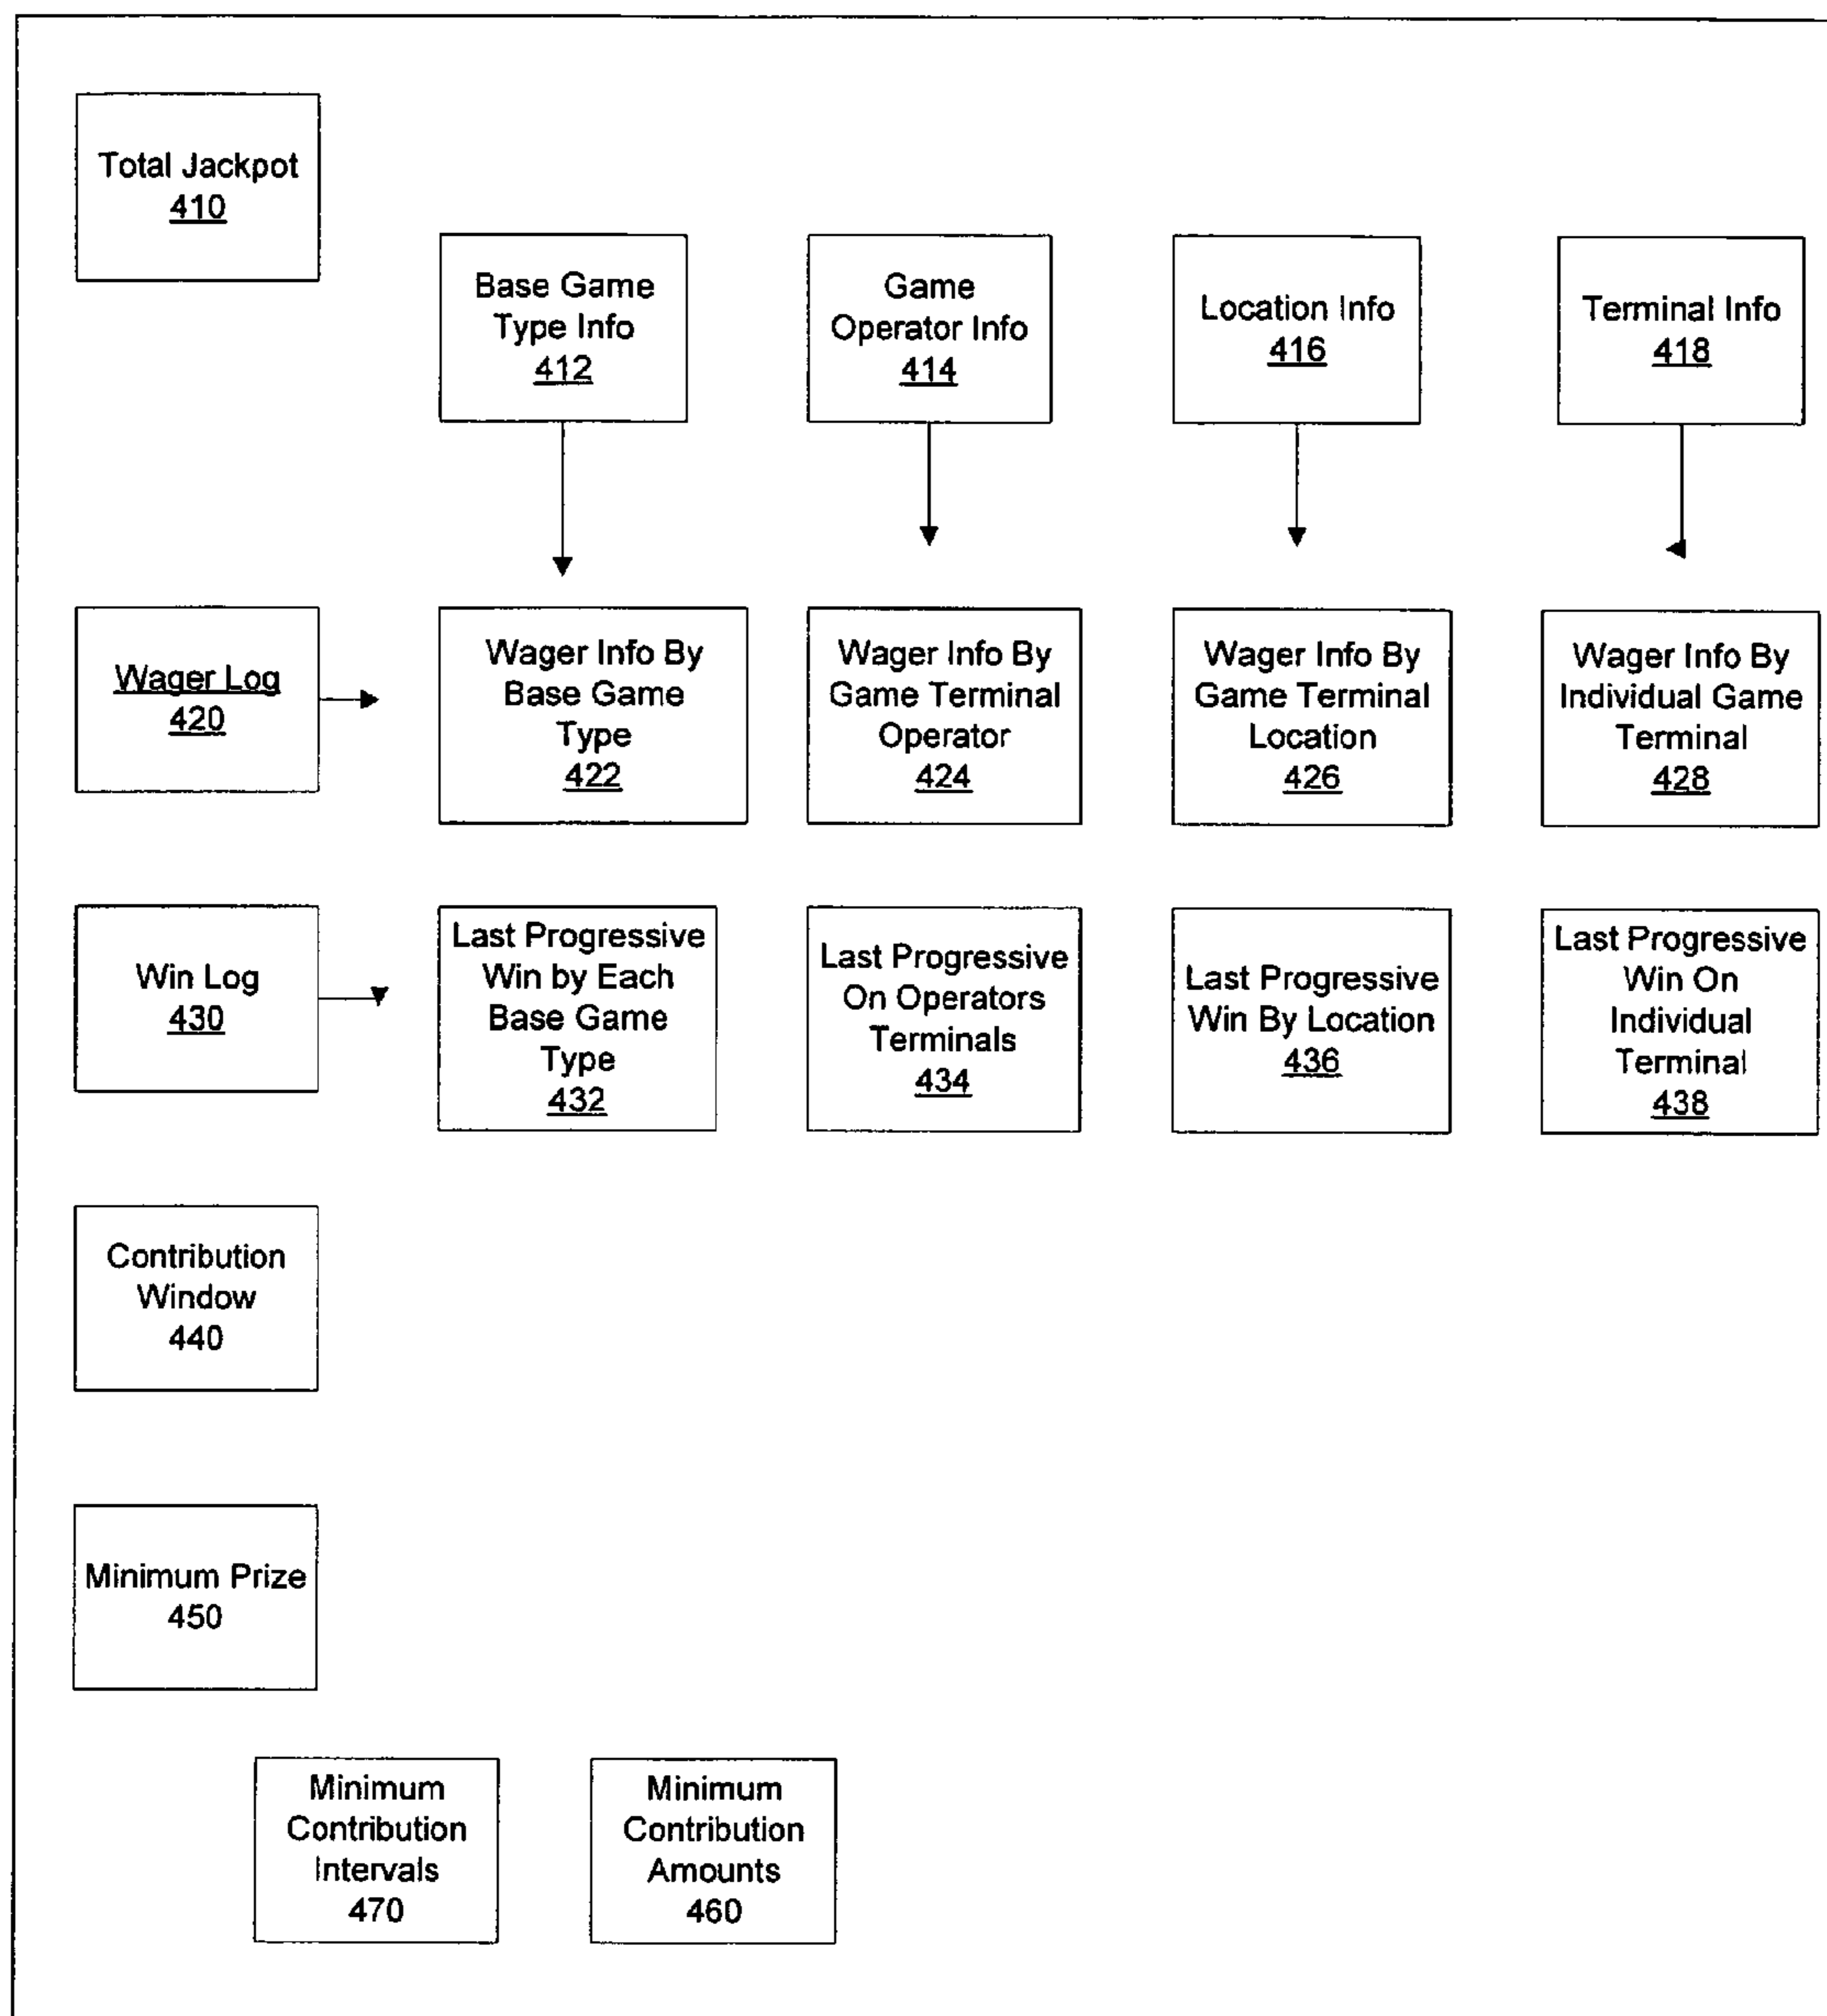 Total Jackpot
410
Base Game
Type Info
412
Game
Operator Info
414
Location Info
416
Terminal Info
418
Wager Log
420
Wager Info By
Base Game
Type
422
Wager Info By
Game Terminal
Operator
424
Wager Info By
Game Terminal
Location
426
Wager Info By
Individual Game
Terminal
428
Win Log
430
Last Progressive
Win by Each
Base Game
Type
432
Last Progressive
On Operators
Terminals
434
Last Progressive
Win By Location
436
Last Progressive
Win On
Individual
Terminal
438
Contribution
Window
440
Minimum Prize
450
Minimum
Contribution
Intervals
470
Minimum
Contribution
Amounts
460